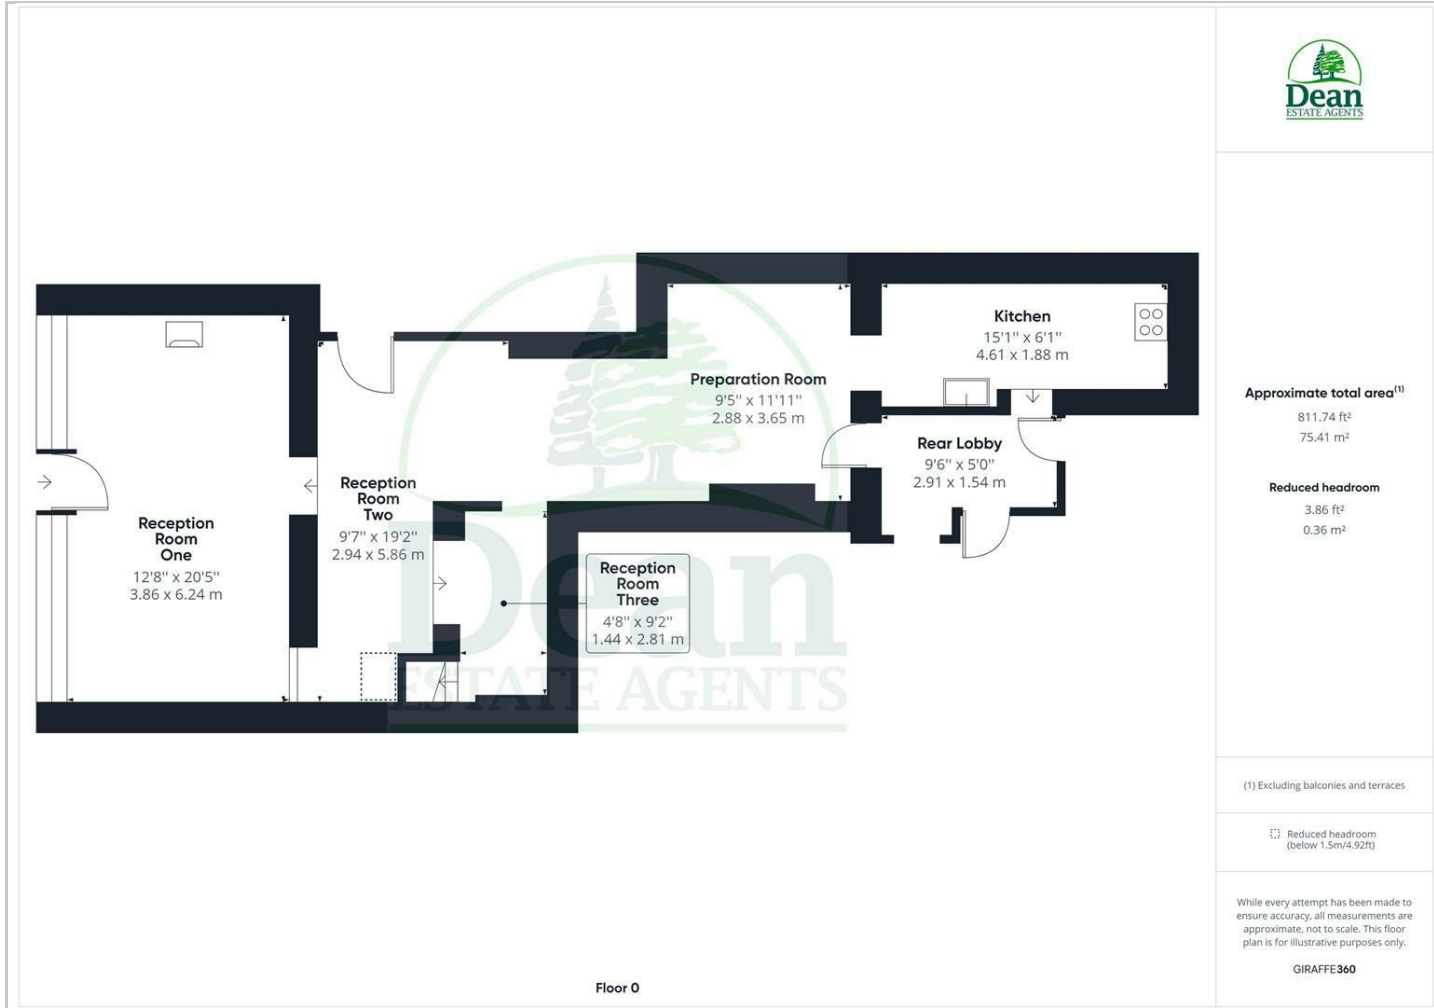 Dean
ESTATE AGENTS
Kitchen
15'1" x 6'1"
4.61 x 1.88 m
Preparation Room
9'5" x 11'11"
2.88 x 3.65 m
Rear Lobby
9'6" x 5'0"
2.91 x 1.54 m
Reception
Room
Two
9'7" x 19'2"
2.94 x 5.86 m
Reception
Room
One
12'8" x 20'5"
3.86 x 6.24 m
Reception
Room
Three
4'8" x 9'2"
1.44 x 2.81 m
Dean
ESTATE AGENTS
Floor 0
Approximate total area(1)
811.74 ft²
75.41 m²
Reduced headroom
3.86 ft²
0.36 m²
(1) Excluding balconies and terraces
Reduced headroom
(below 1.5m/4.92ft)
While every attempt has been made to
ensure accuracy, all measurements are
approximate, not to scale. This floor
plan is for illustrative purposes only.
GIRAFFE360